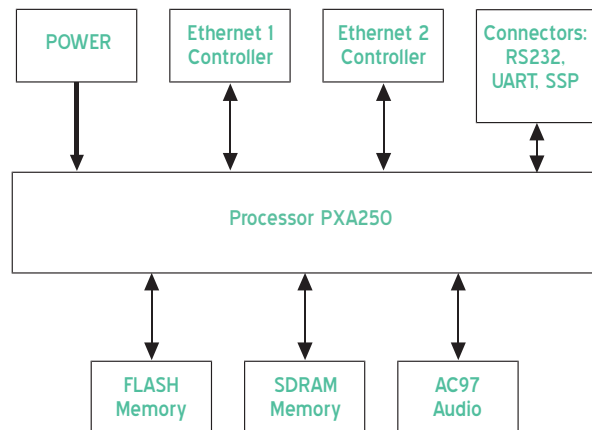 POWER
Ethernet 1
Controller
Ethernet 2
Controller
Connectors:
RS232,
UART, SSP
Processor PXA250
FLASH
Memory
SDRAM
Memory
AC97
Audio